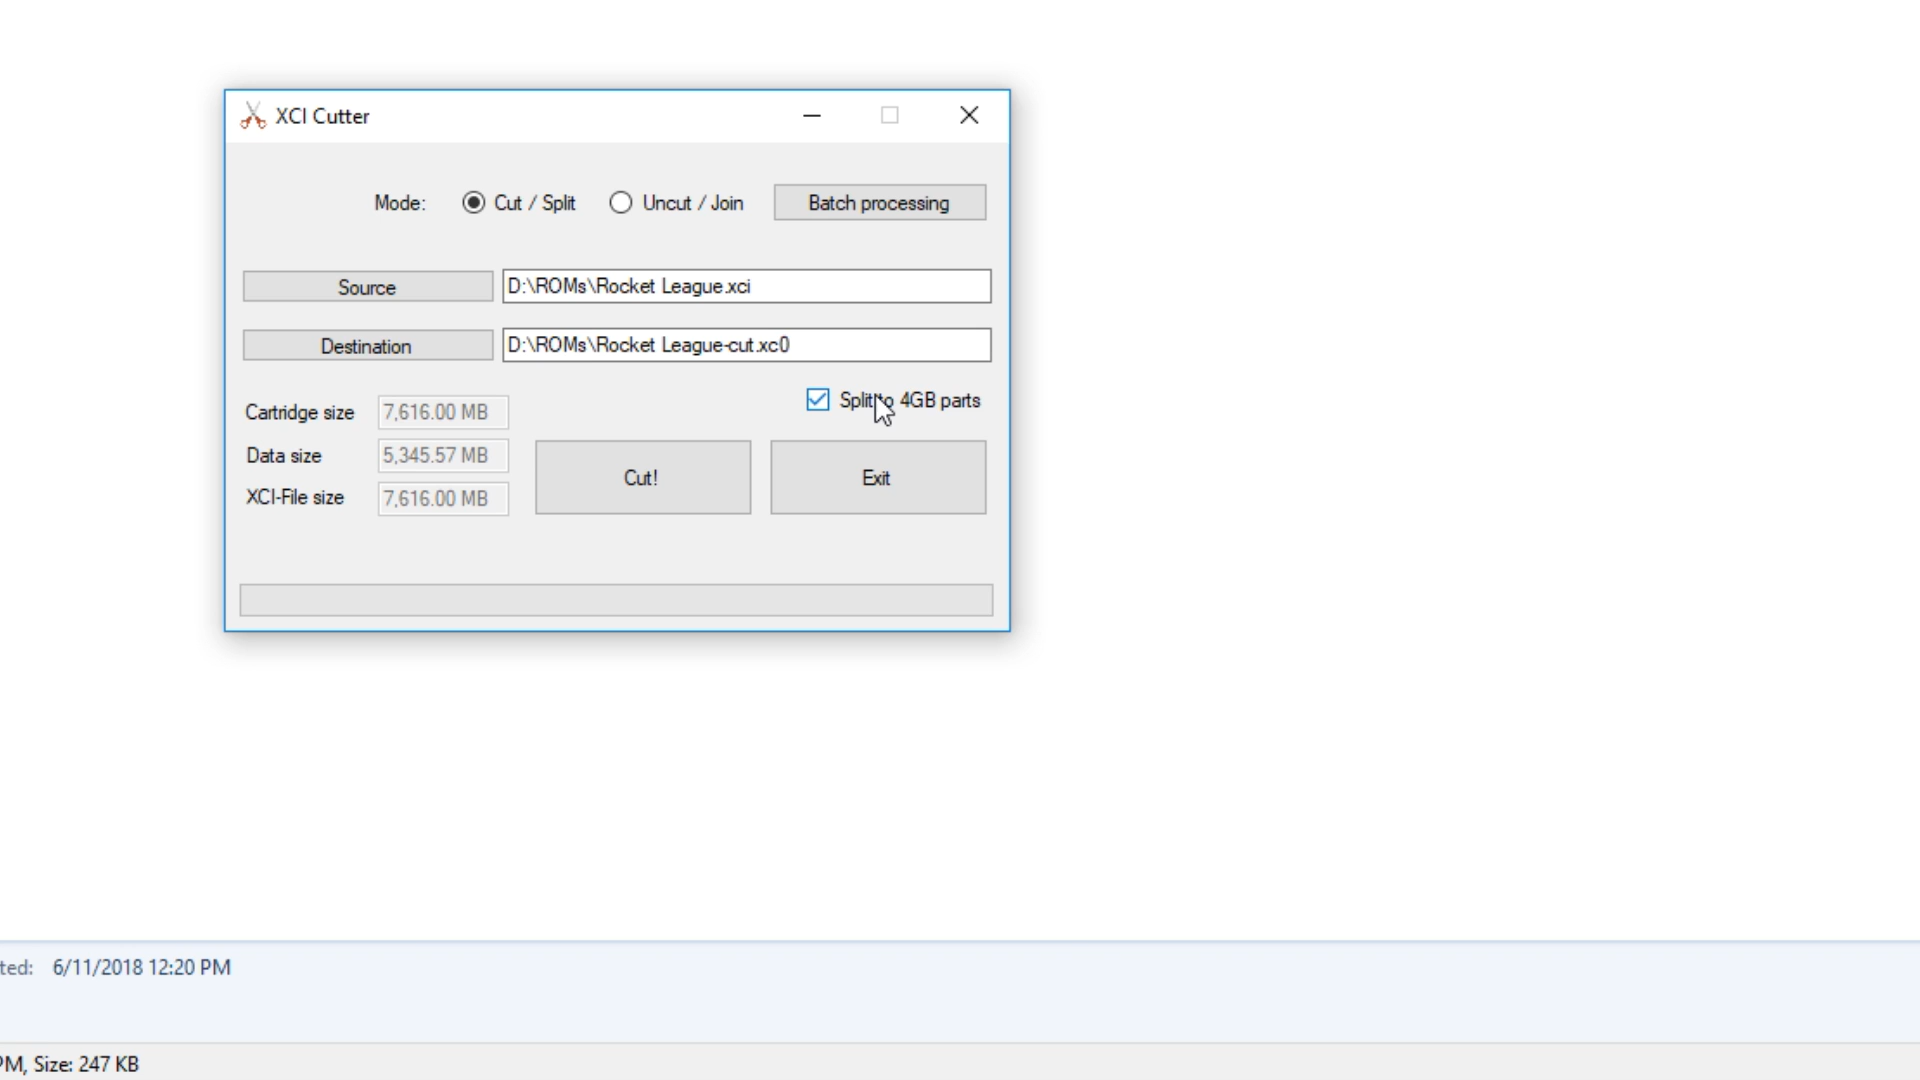 XCI Cutter
Mode: Cut / Split Uncut / Join Batch processing
Source D:\ROMs\Rocket League.xci
Destination D:\ROMs\Rocket League-cut.xc0
Split to 4GB parts
Cartridge size 7,616.00 MB
Data size 5,345.57 MB
Cut! Exit
XCI-File size 7,616.00 MB
ted: 6/11/2018 12:20 PM
PM, Size: 247 KB